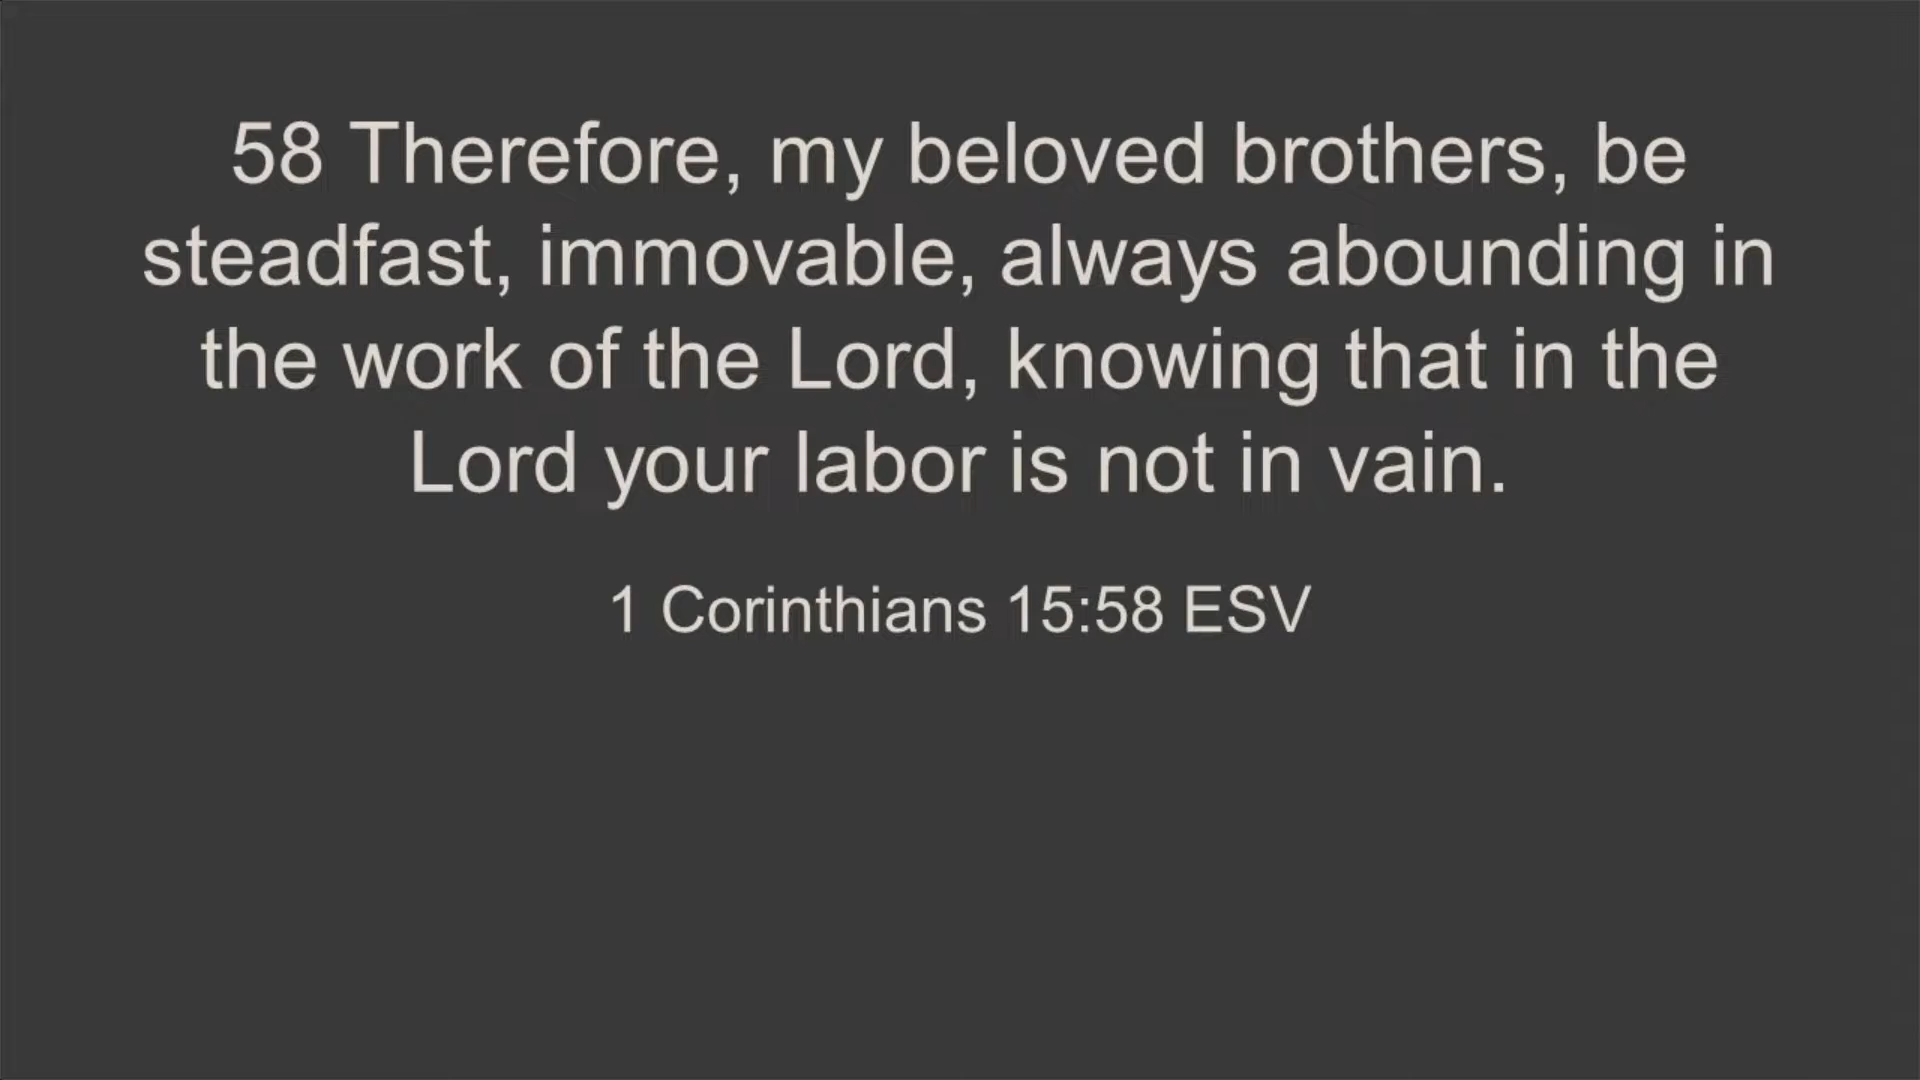 58 Therefore, my beloved brothers, be
steadfast, immovable, always abounding in
the work of the Lord, knowing that in the
Lord your labor is not in vain.
1 Corinthians 15:58 ESV